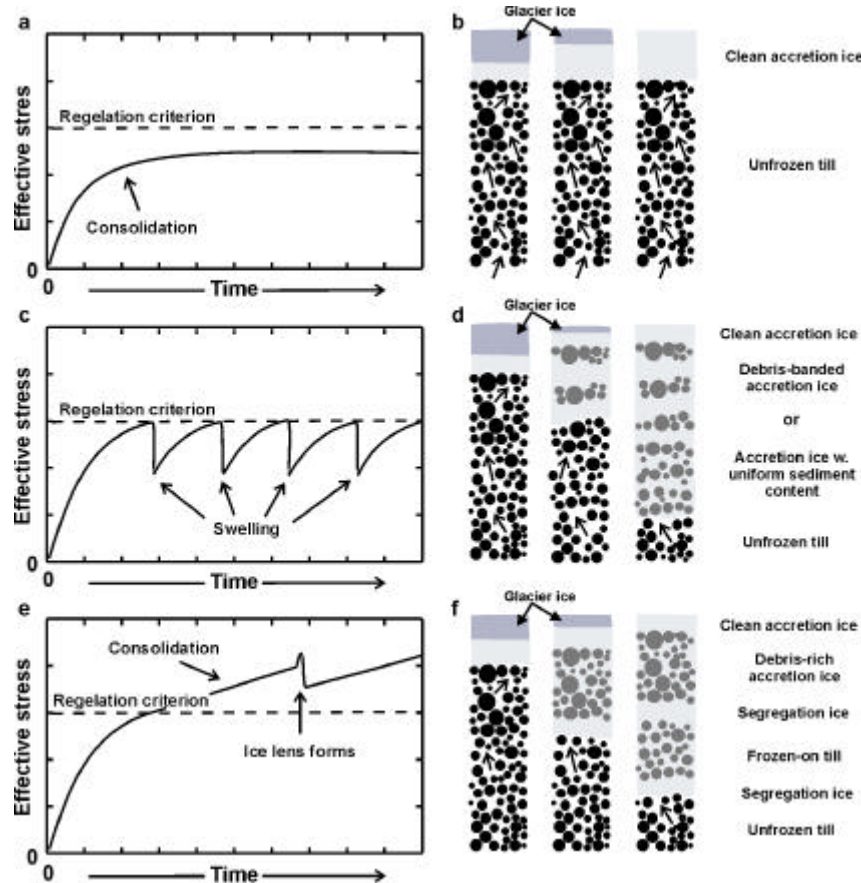 a
Effective stres
Regelation criterion
Consolidation
0
0
Time
b
Glacier ice
Clean accretion ice
Unfrozen till
c
Effective stress
Regelation criterion
Swelling
0
0
Time
d
Glacier ice
Clean accretion ice
Debris-banded
accretion ice
or
Accretion ice w.
uniform sediment
content
Unfrozen till
e
Effective stress
Consolidation
Regelation criterion
Ice lens forms
0
0
Time
f
Glacier ice
Clean accretion ice
Debris-rich
accretion ice
Segregation ice
Frozen-on till
Segregation ice
Unfrozen till